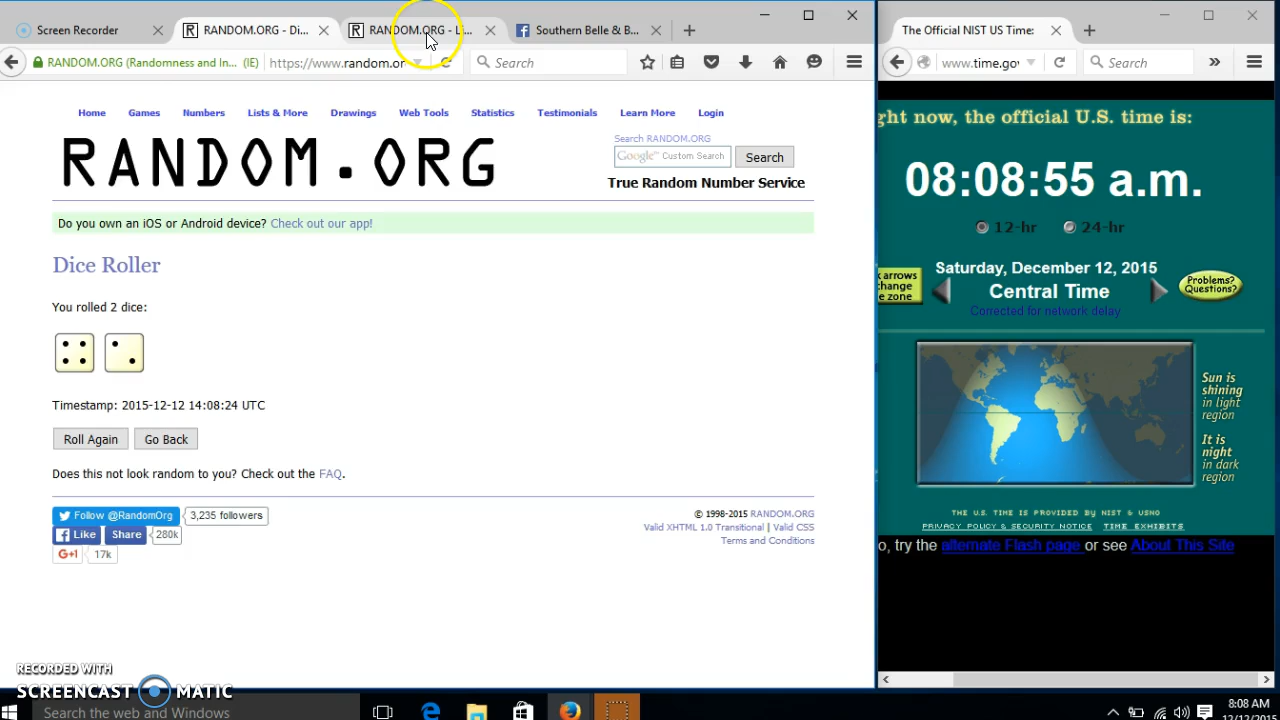 Screen Recorder
RANDOM.ORG - Di...
RANDOM.ORG - L...
Southern Belle & B...
RANDOM.ORG (Randomness and In... (IE)
https://www.random.or
Search
Home
Games
Numbers
Lists & More
Drawings
Web Tools
Statistics
Testimonials
Learn More
Login
RANDOM.ORG
Search RANDOM.ORG
Google™ Custom Search
Search
True Random Number Service
Do you own an iOS or Android device? Check out our app!
Dice Roller
You rolled 2 dice:
Timestamp: 2015-12-12 14:08:24 UTC
Roll Again
Go Back
Does this not look random to you? Check out the FAQ.
Follow @RandomOrg
3,235 followers
Like
Share
280k
G+1
17k
© 1998-2015 RANDOM.ORG
Valid XHTML 1.0 Transitional | Valid CSS
Terms and Conditions
RECORDED WITH
SCREENCAST MATIC
Search the web and Windows
The Official NIST US Time:
www.time.gov
Search
ght now, the official U.S. time is:
08:08:55 a.m.
12-hr
24-hr
Saturday, December 12, 2015
Central Time
Corrected for network delay
k arrows
change
e zone
Problems?
Questions?
Sun is
shining
in light
region
It is
night
in dark
region
THE U.S. TIME IS PROVIDED BY NIST & USNO
PRIVACY POLICY & SECURITY NOTICE
TIME EXHIBITS
o, try the alternate Flash page or see About This Site
8:08 AM